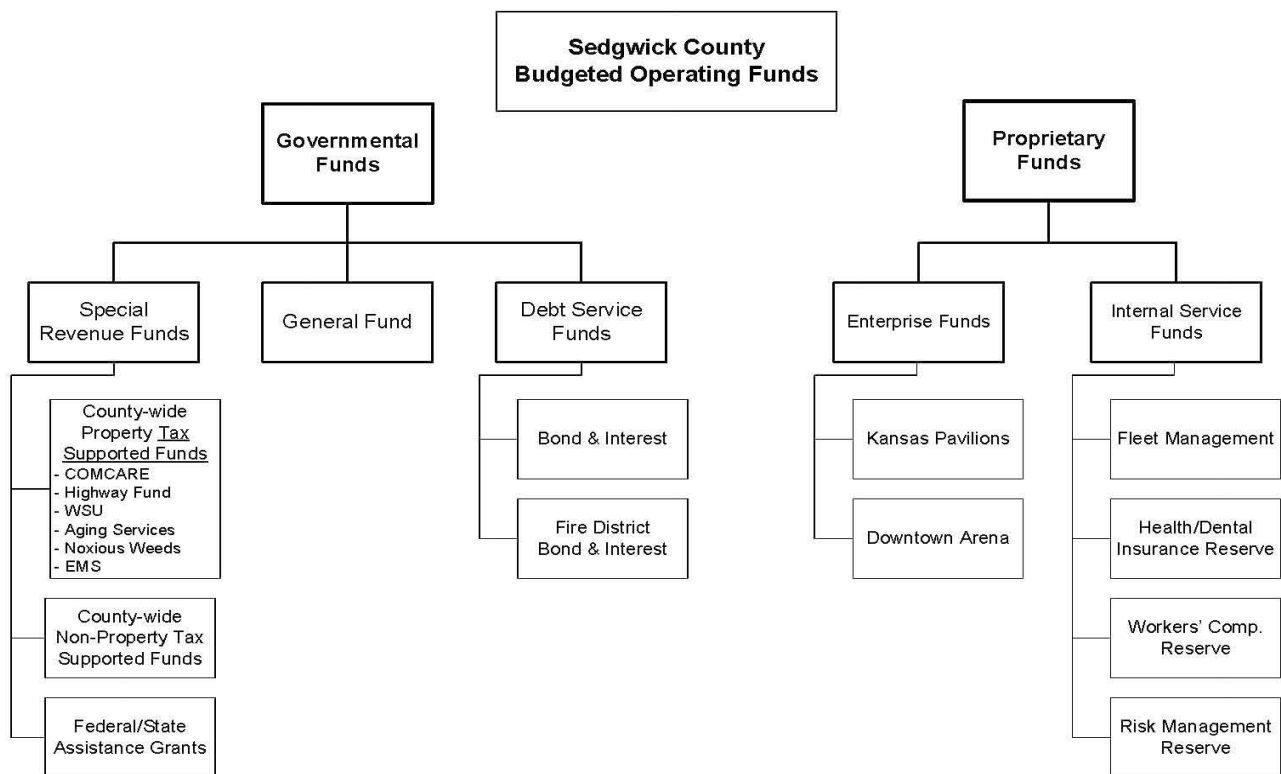 Sedgwick County
Budgeted Operating Funds
Governmental
Funds
Proprietary
Funds
Special
Revenue Funds
General Fund
Debt Service
Funds
Enterprise Funds
Internal Service
Funds
County-wide
Property Tax
Supported Funds
- COMCARE
- Highway Fund
- WSU
- Aging Services
- Noxious Weeds
- EMS
County-wide
Non-Property Tax
Supported Funds
Federal/State
Assistance Grants
Bond & Interest
Fire District
Bond & Interest
Kansas Pavilions
Downtown Arena
Fleet Management
Health/Dental
Insurance Reserve
Workers' Comp.
Reserve
Risk Management
Reserve